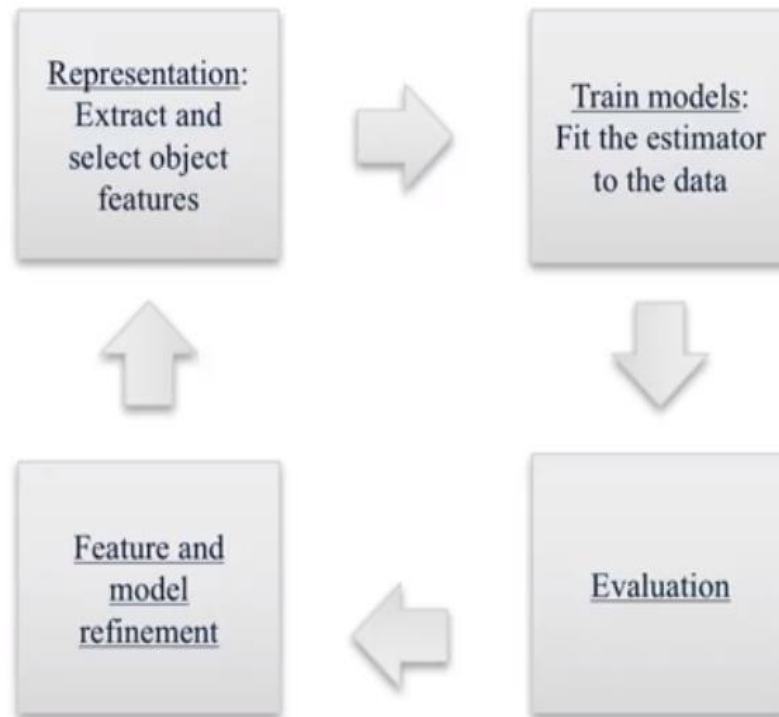 Representation:
Extract and
select object
features
Train models:
Fit the estimator
to the data
Evaluation
Feature and
model
refinement